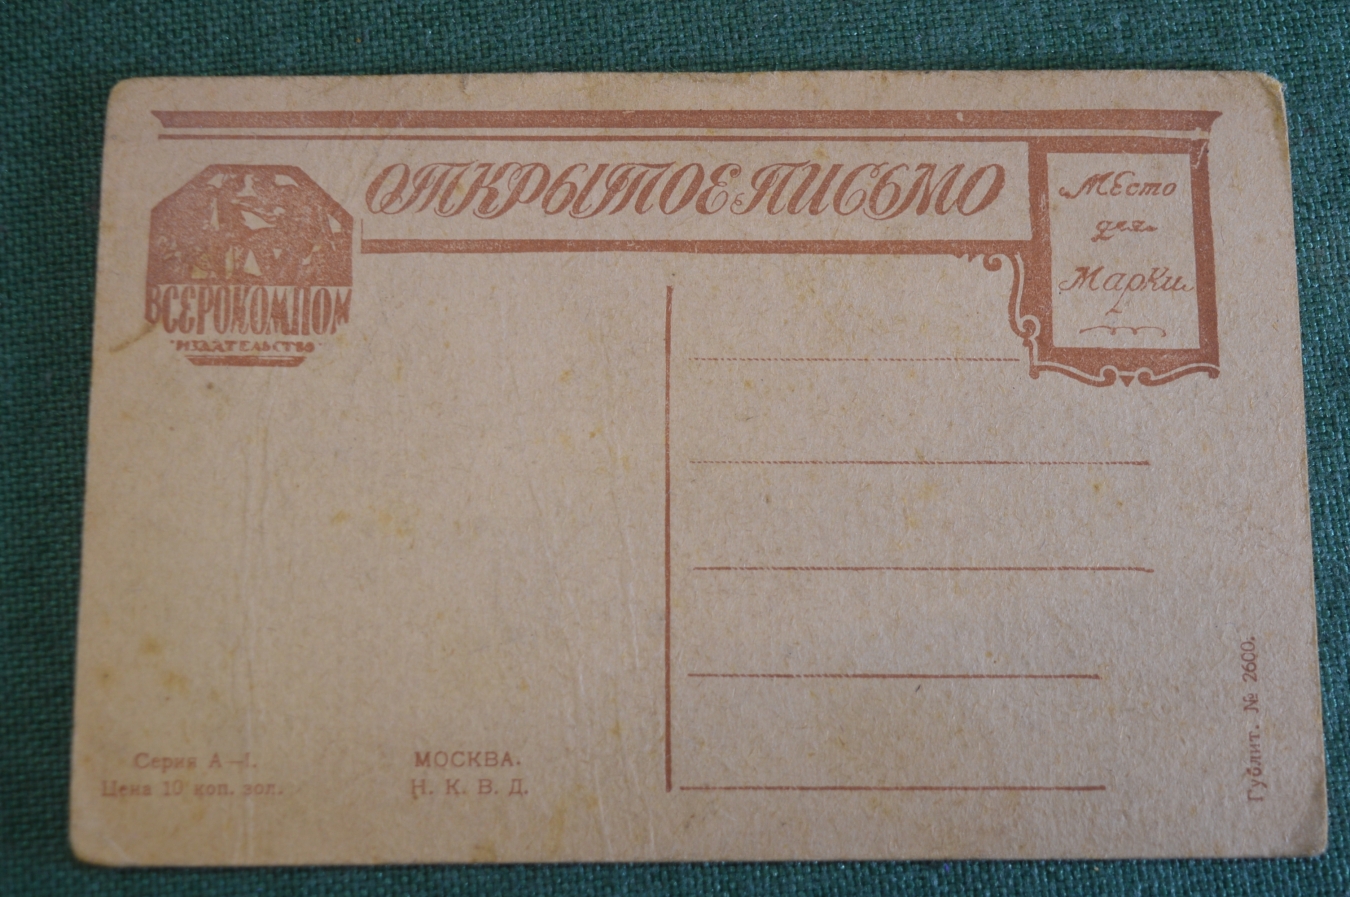 ОТКРЫТОЕ ПИСЬМО
Место
для
Марки
ВСЕРОКОМПОМ
"ИЗДАТЕЛЬСТВО"
Серия А—I.
Цена 10 коп. зол.
МОСКВА.
Н. К. В. Д.
Гублит. № 2600.